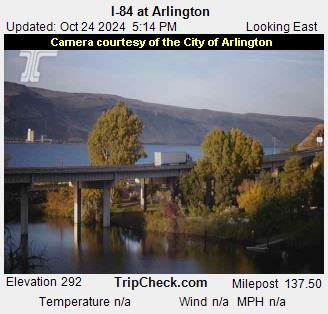 I-84 at Arlington
Updated: Oct 24 2024 5:14 PM Looking East
Camera courtesy of the City of Arlington
Elevation 292 TripCheck.com Milepost 137.50
Temperature n/a Wind n/a MPH n/a